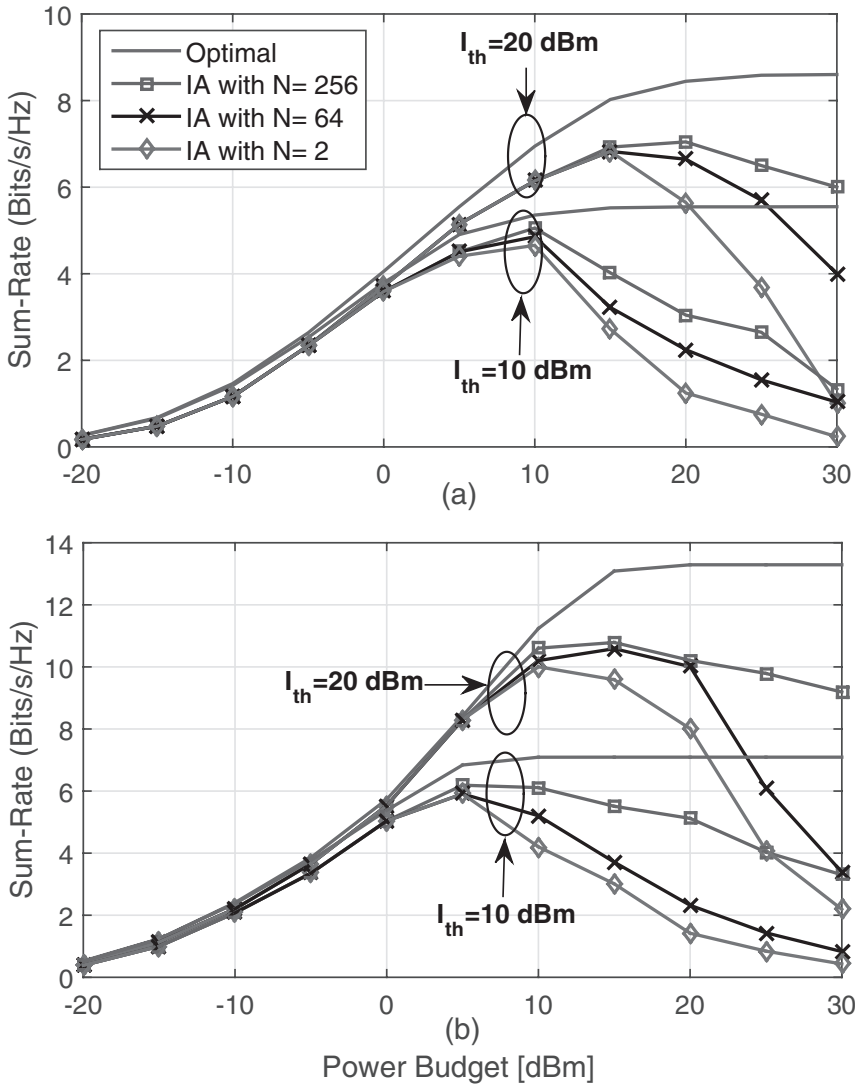 10
8
6
4
2
0
Sum-Rate (Bits/s/Hz)
Optimal
IA with N= 256
IA with N= 64
IA with N= 2
I_th=20 dBm
I_th=10 dBm
-20 -10 0 10 20 30
(a)
14
12
10
8
6
4
2
0
Sum-Rate (Bits/s/Hz)
I_th=20 dBm
I_th=10 dBm
-20 -10 0 10 20 30
(b)
Power Budget [dBm]